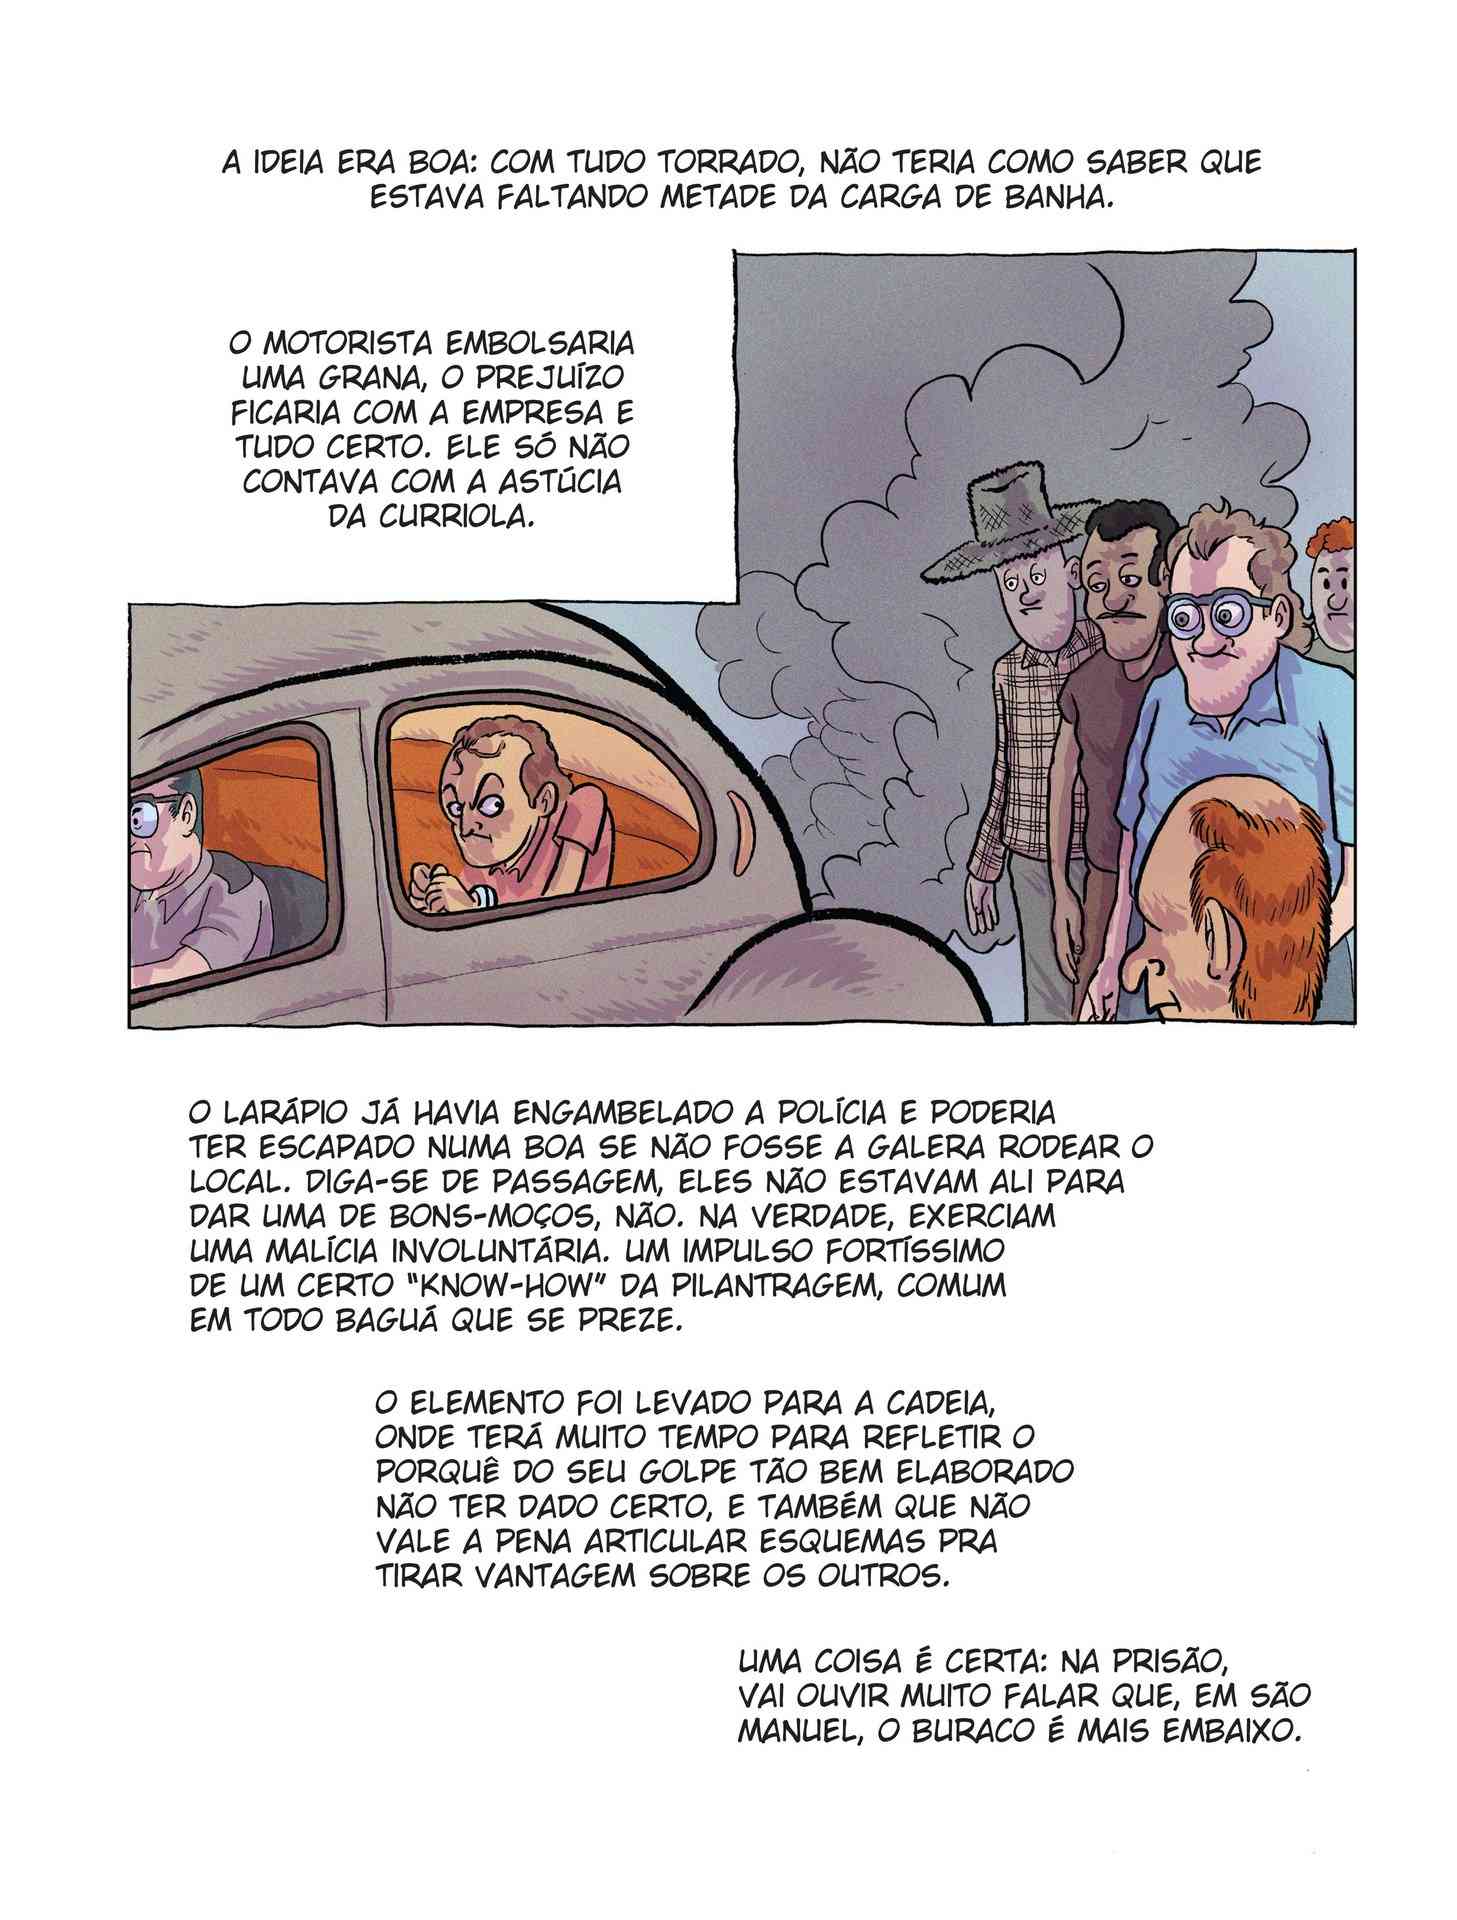 A IDEIA ERA BOA: COM TUDO TORRADO, NÃO TERIA COMO SABER QUE
ESTAVA FALTANDO METADE DA CARGA DE BANHA.
O MOTORISTA EMBOLSARIA
UMA GRANA, O PREJUÍZO
FICARIA COM A EMPRESA E
TUDO CERTO. ELE SÓ NÃO
CONTAVA COM A ASTÚCIA
DA CURRIOLA.
O LARÁPIO JÁ HAVIA ENGAMBELADO A POLÍCIA E PODERIA
TER ESCAPADO NUMA BOA SE NÃO FOSSE A GALERA RODEAR O
LOCAL. DIGA-SE DE PASSAGEM, ELES NÃO ESTAVAM ALI PARA
DAR UMA DE BONS-MOÇOS, NÃO. NA VERDADE, EXERCIAM
UMA MALÍCIA INVOLUNTÁRIA. UM IMPULSO FORTÍSSIMO
DE UM CERTO "KNOW-HOW" DA PILANTRAGEM, COMUM
EM TODO BAGUÁ QUE SE PREZE.
O ELEMENTO FOI LEVADO PARA A CADEIA,
ONDE TERÁ MUITO TEMPO PARA REFLETIR O
PORQUÊ DO SEU GOLPE TÃO BEM ELABORADO
NÃO TER DADO CERTO, E TAMBÉM QUE NÃO
VALE A PENA ARTICULAR ESQUEMAS PRA
TIRAR VANTAGEM SOBRE OS OUTROS.
UMA COISA É CERTA: NA PRISÃO,
VAI OUVIR MUITO FALAR QUE, EM SÃO
MANUEL, O BURACO É MAIS EMBAIXO.